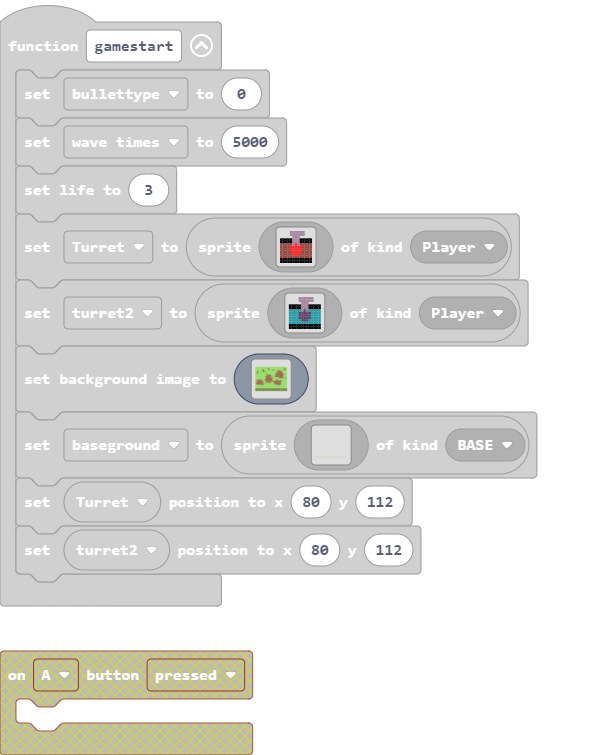 function gamestart
set bullettype to 0
set wave times to 5000
set life to 3
set Turret to sprite of kind Player
set turret2 to sprite of kind Player
set background image to
set baseground to sprite of kind BASE
set Turret position to x 80 y 112
set turret2 position to x 80 y 112
on A button pressed